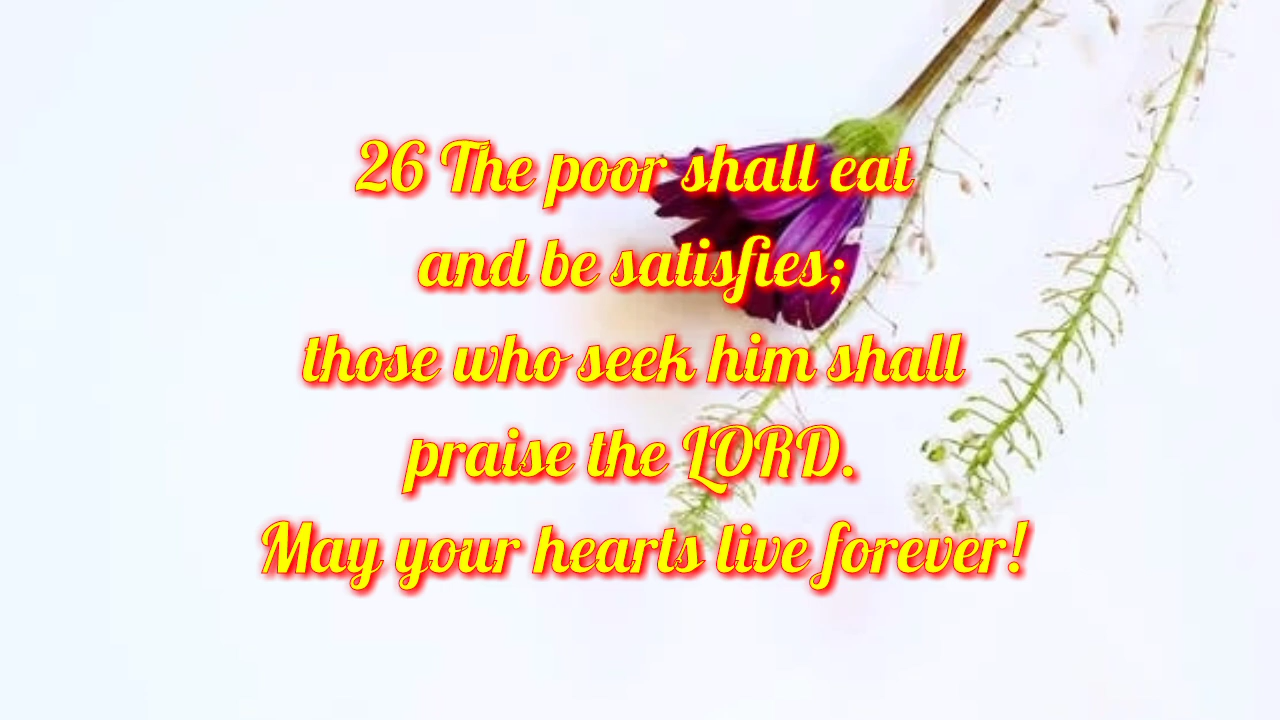 26 The poor shall eat
and be satisfies;
those who seek him shall
praise the LORD.
May your hearts live forever!